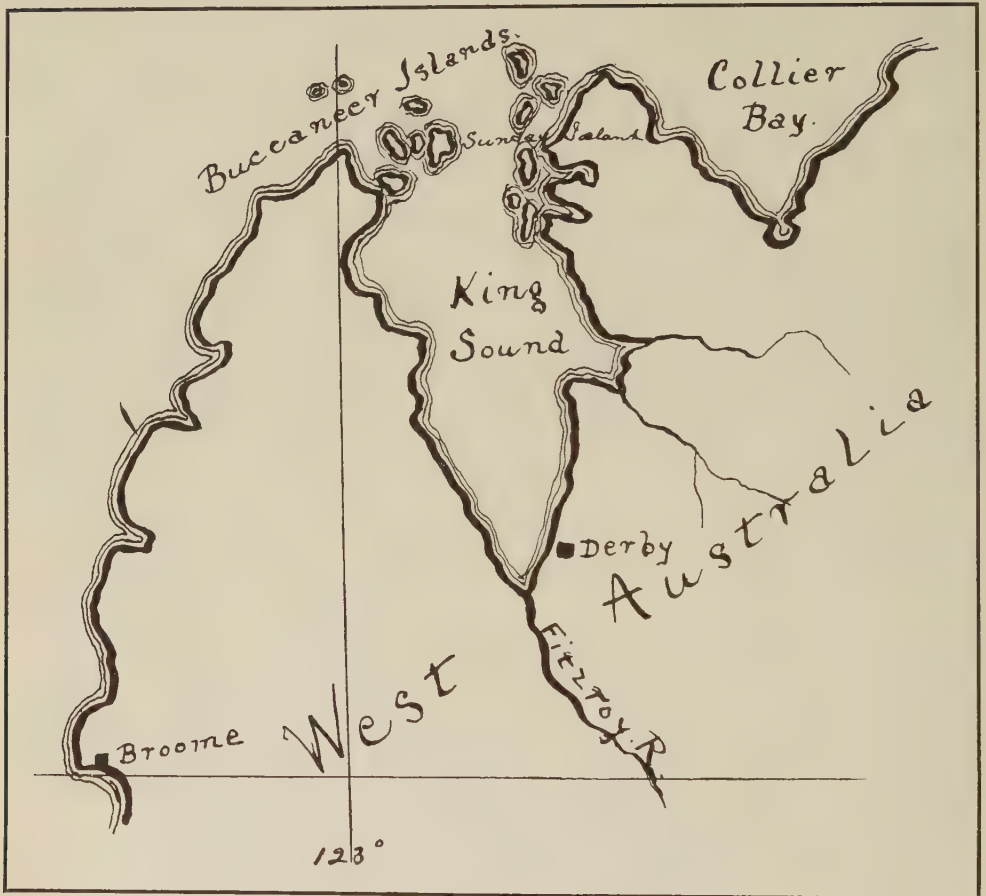 Buccaneer Islands.
Collier
Bay.
Sunday Island
King
Sound
Derby
West Australia
Fitzroy. R.
Broome
123°